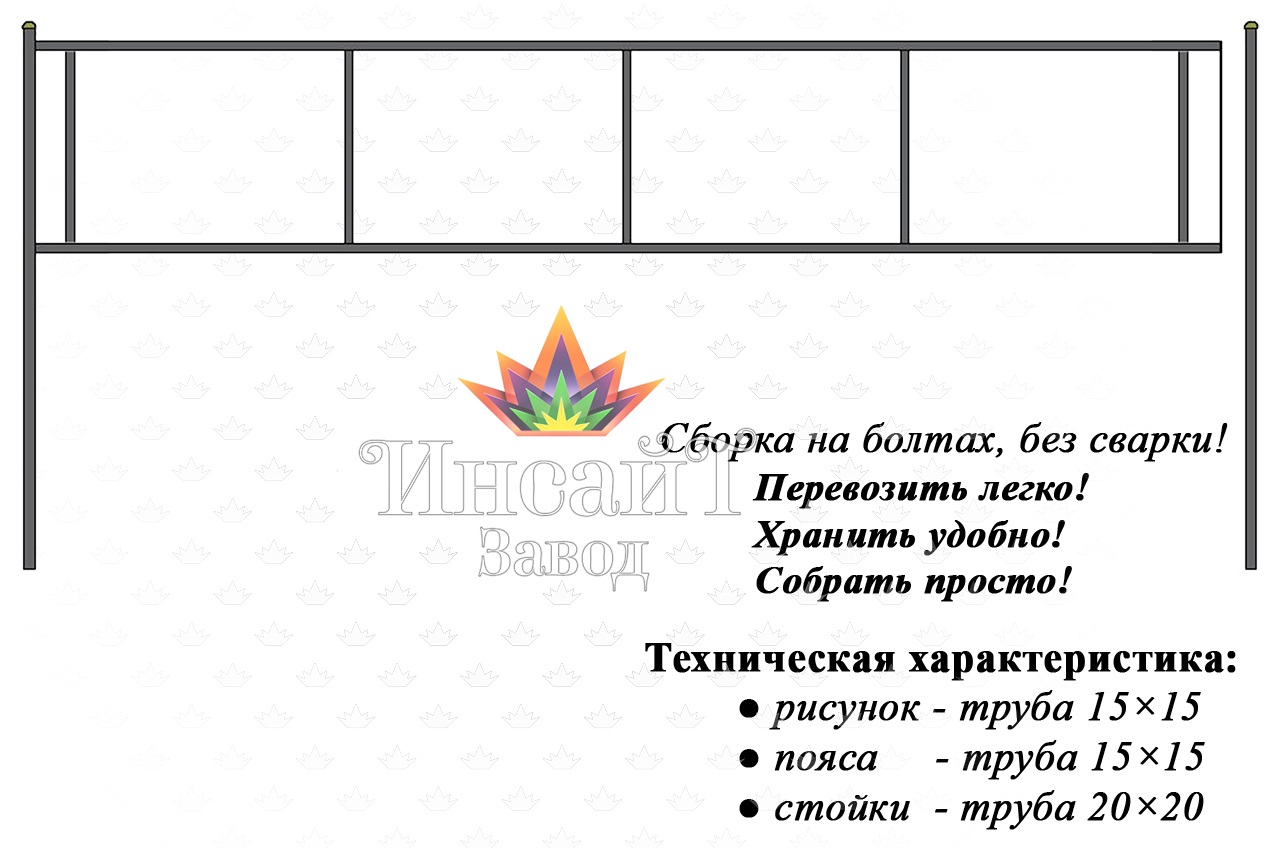 Сборка на болтах, без сварки!
ИнсайТ
Перевозить легко!
Завод
Хранить удобно!
Собрать просто!
Техническая характеристика:
● рисунок - труба 15×15
● пояса - труба 15×15
● стойки - труба 20×20